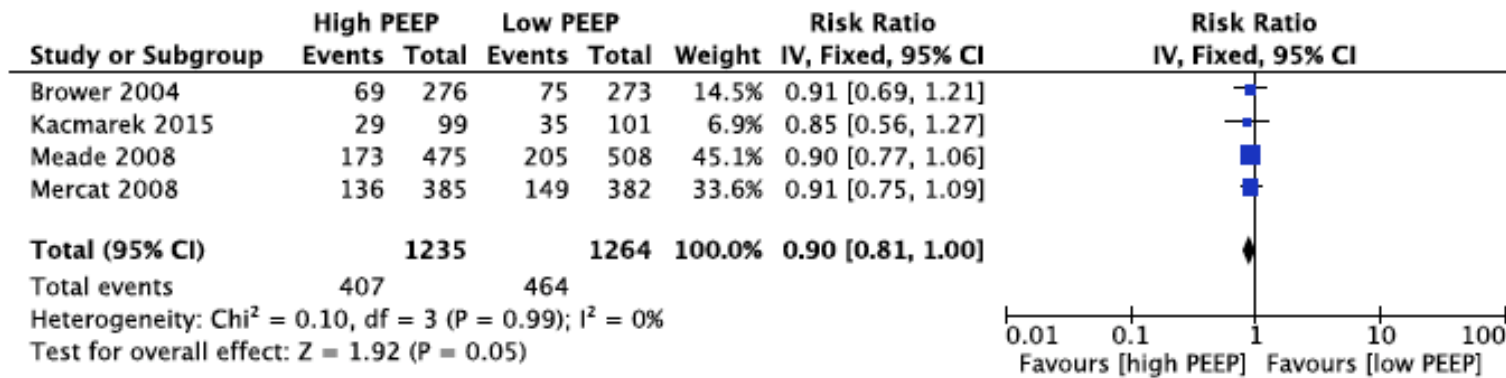 High PEEP Low PEEP Risk Ratio Risk Ratio
Study or Subgroup Events Total Events Total Weight IV, Fixed, 95% CI IV, Fixed, 95% CI
Brower 2004 69 276 75 273 14.5% 0.91 [0.69, 1.21]
Kacmarek 2015 29 99 35 101 6.9% 0.85 [0.56, 1.27]
Meade 2008 173 475 205 508 45.1% 0.90 [0.77, 1.06]
Mercat 2008 136 385 149 382 33.6% 0.91 [0.75, 1.09]
Total (95% CI) 1235 1264 100.0% 0.90 [0.81, 1.00]
Total events 407 464
Heterogeneity: Chi² = 0.10, df = 3 (P = 0.99); I² = 0%
Test for overall effect: Z = 1.92 (P = 0.05)
0.01 0.1 1 10 100
Favours [high PEEP] Favours [low PEEP]